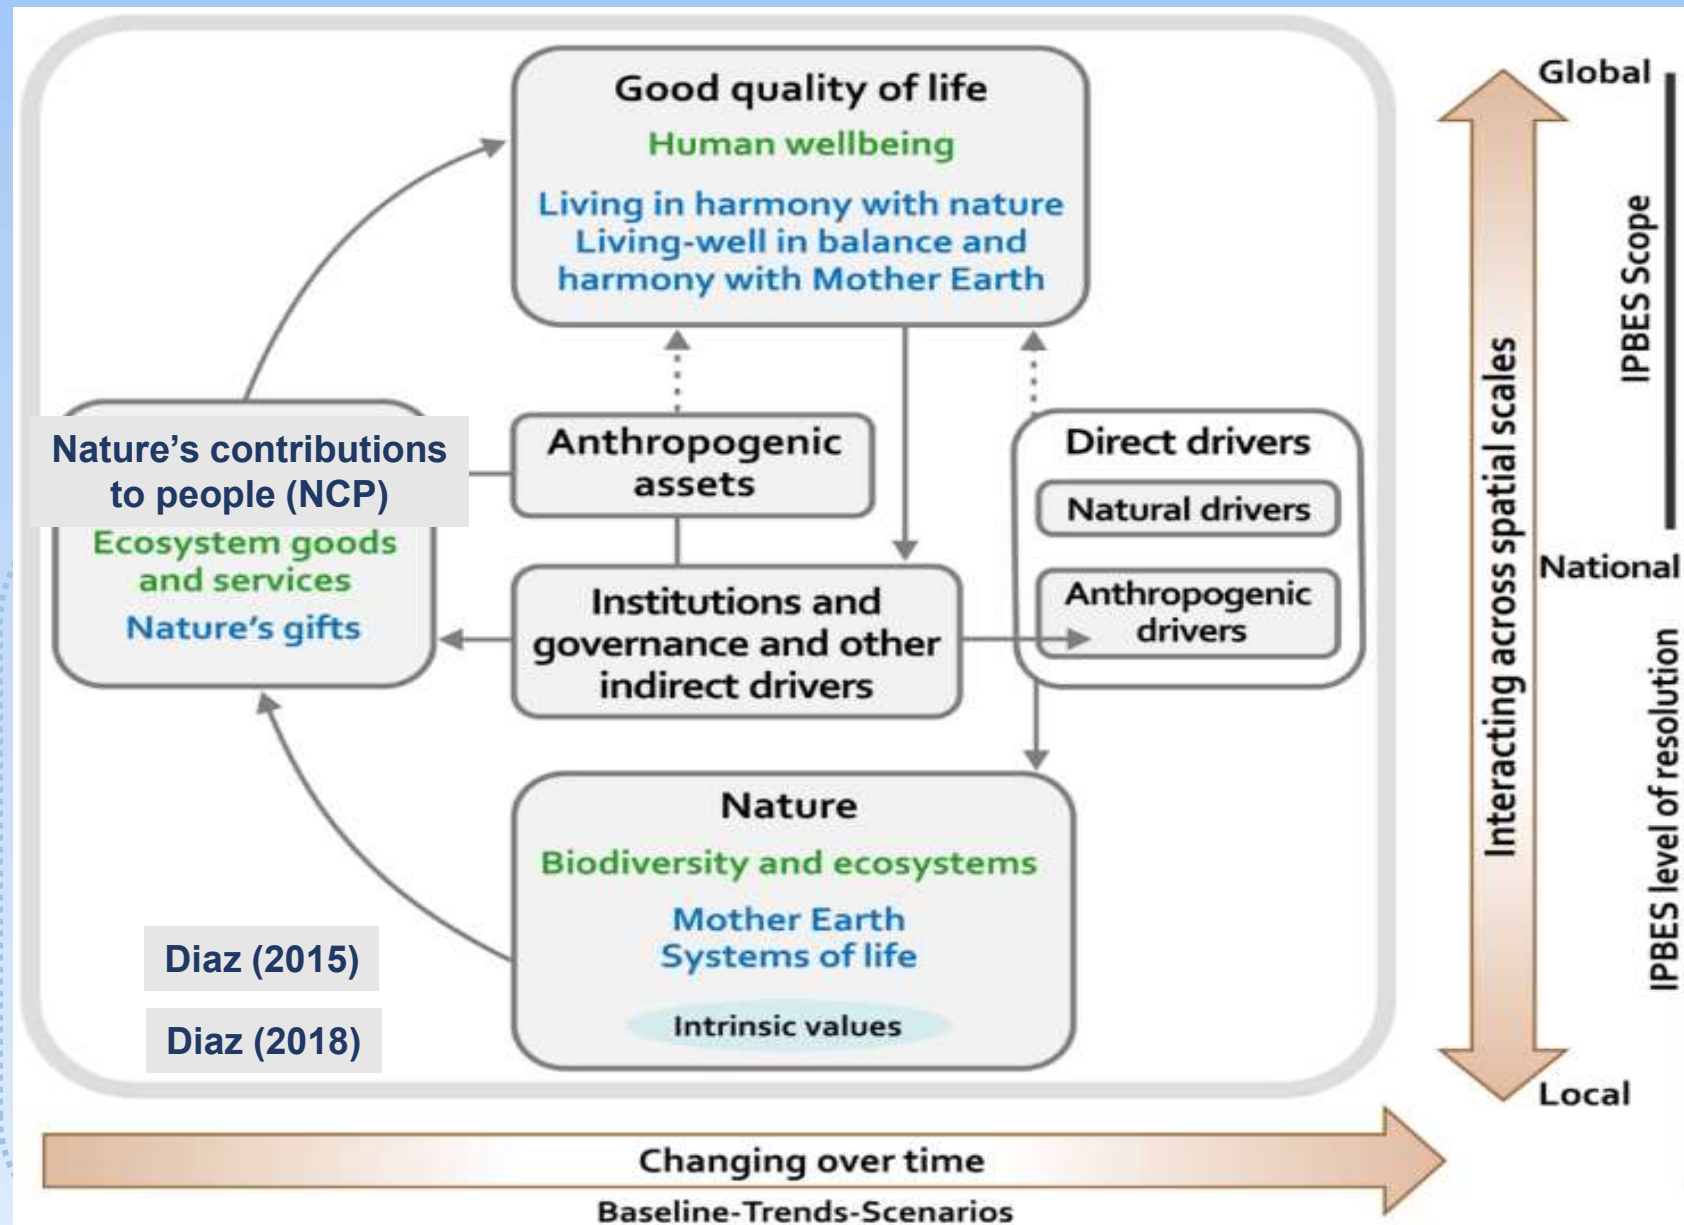 Good quality of life
Human wellbeing
Living in harmony with nature
Living-well in balance and
harmony with Mother Earth
Nature’s contributions
to people (NCP)
Ecosystem goods
and services
Nature’s gifts
Anthropogenic
assets
Institutions and
governance and other
indirect drivers
Direct drivers
Natural drivers
Anthropogenic
drivers
Nature
Biodiversity and ecosystems
Mother Earth
Systems of life
Intrinsic values
Diaz (2015)
Diaz (2018)
Changing over time
Baseline-Trends-Scenarios
Interacting across spatial scales
Global
National
Local
IPBES Scope
IPBES level of resolution